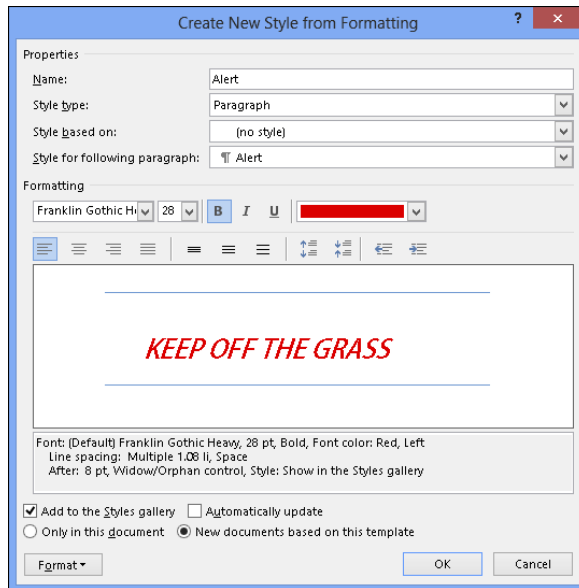 Create New Style from Formatting ?
Properties
Name: Alert
Style type: Paragraph
Style based on: (no style)
Style for following paragraph: ¶ Alert
Formatting
Franklin Gothic H 28 B I U
KEEP OFF THE GRASS
Font: (Default) Franklin Gothic Heavy, 28 pt, Bold, Font color: Red, Left
Line spacing: Multiple 1.08 li, Space
After: 8 pt, Widow/Orphan control, Style: Show in the Styles gallery
Add to the Styles gallery Automatically update
Only in this document New documents based on this template
Format OK Cancel